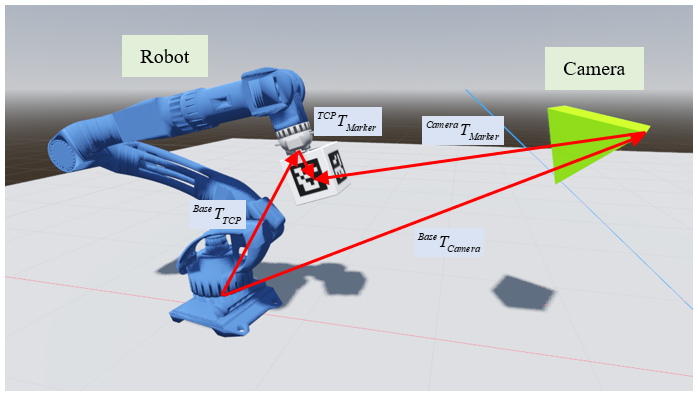 Robot
Camera
TCP T Marker
Camera T Marker
Base T TCP
Base T Camera